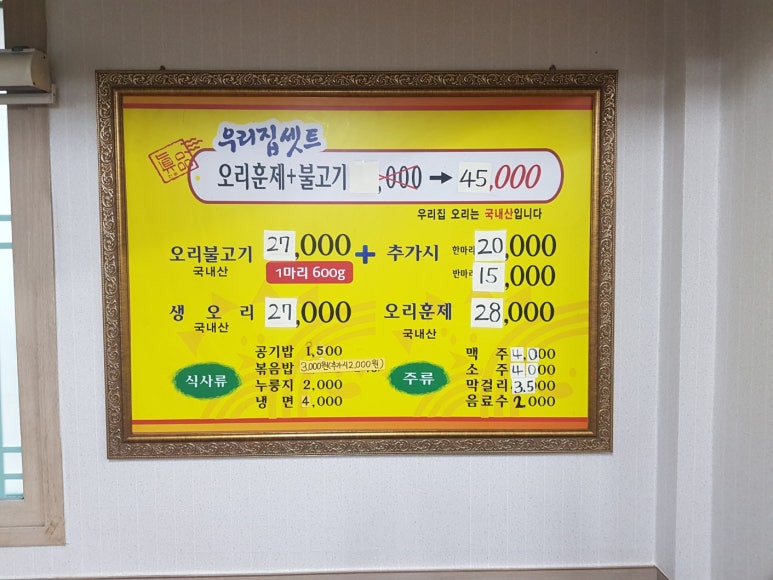 우리집셋트
오리훈제+불고기 ,000 → 45,000
우리집 오리는 국내산입니다
오리불고기 27,000 + 추가시 한마리 20,000
국내산 1마리 600g 반마리 15,000
생 오 리 27,000 오리훈제 28,000
국내산 국내산
식사류
공기밥 1,500
볶음밥 3,000원(추가시2,000원)
누룽지 2,000
냉 면 4,000
주류
맥 주 4,000
소 주 4,000
막걸리 3.5000
음료수 2,000